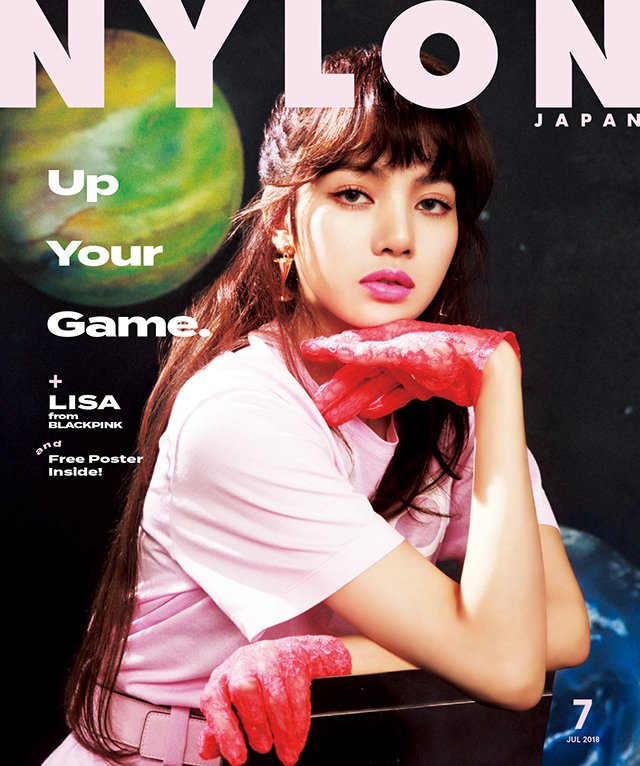 NYLON
JAPAN
Up
Your
Game.
+
LISA
from
BLACKPINK
and
Free Poster
Inside!
7
JUL 2018